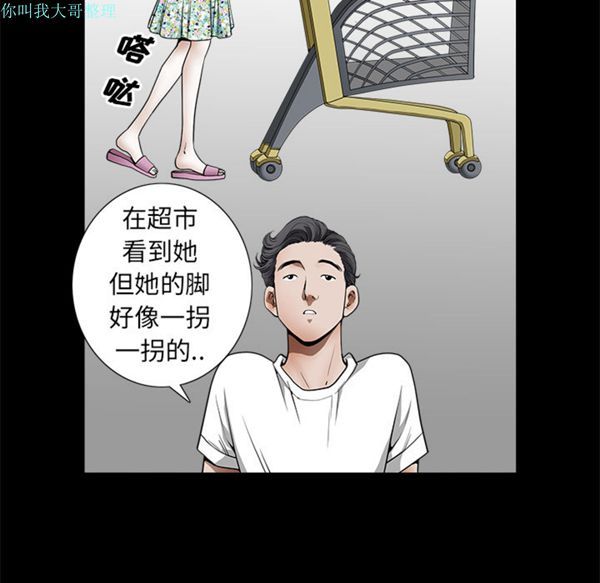 你叫我大哥整理
嗒
哒
在超市
看到她
但她的脚
好像一拐
一拐的..